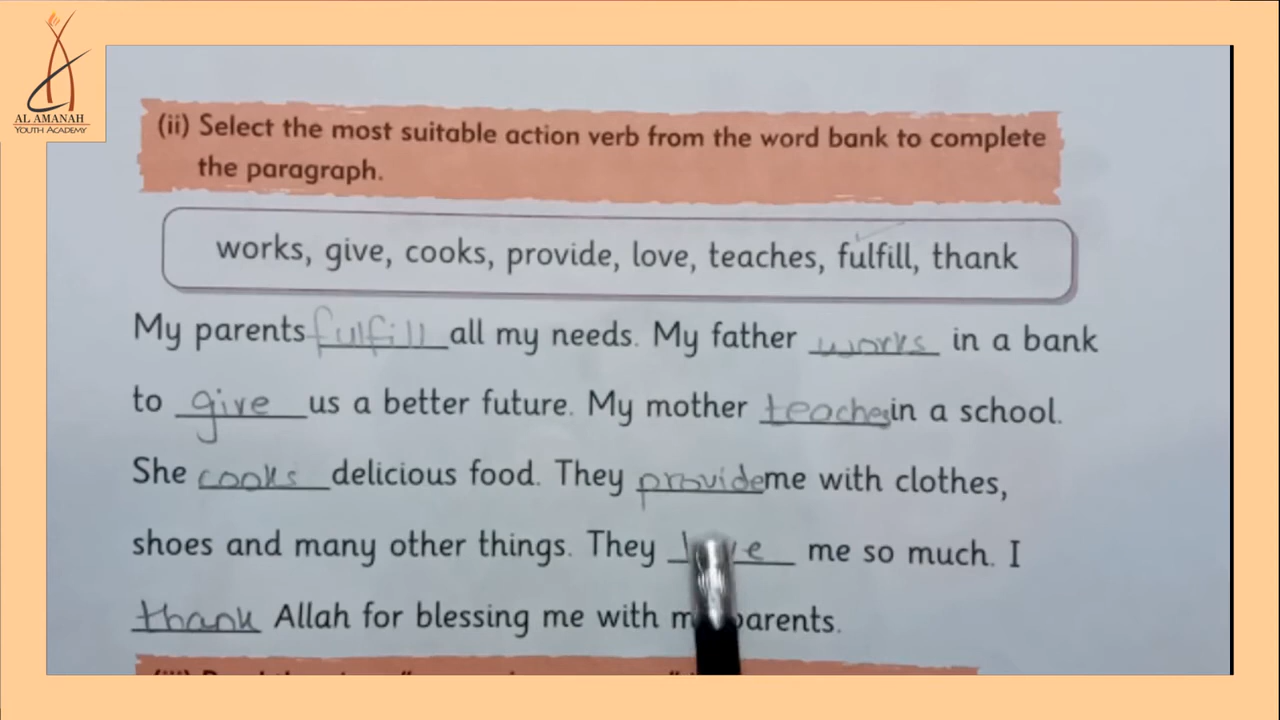 AL AMANAH
YOUTH ACADEMY
(ii) Select the most suitable action verb from the word bank to complete
the paragraph.
works, give, cooks, provide, love, teaches, fulfill, thank
My parents fulfill all my needs. My father works in a bank
to give us a better future. My mother teaches in a school.
She cooks delicious food. They provide me with clothes,
shoes and many other things. They love me so much. I
thank Allah for blessing me with my parents.